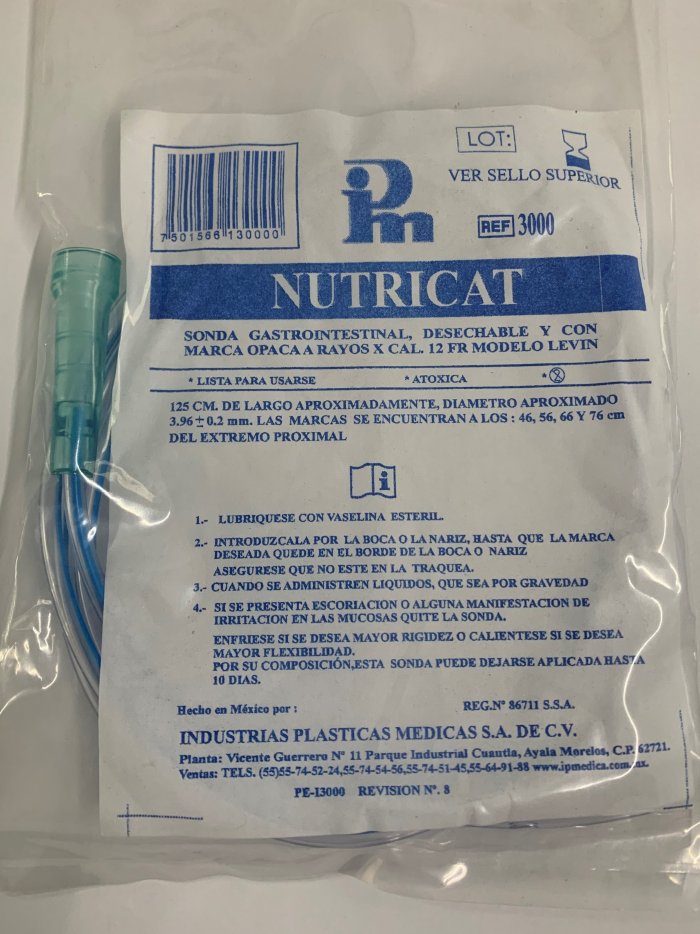 LOT:
VER SELLO SUPERIOR
ipm
REF 3000
7 501566 130000
NUTRICAT
SONDA GASTROINTESTINAL, DESECHABLE Y CON
MARCA OPACA A RAYOS X CAL. 12 FR MODELO LEVIN
* LISTA PARA USARSE * ATOXICA * 2
125 CM. DE LARGO APROXIMADAMENTE, DIAMETRO APROXIMADO
3.96 ± 0.2 mm. LAS MARCAS SE ENCUENTRAN A LOS : 46, 56, 66 Y 76 cm
DEL EXTREMO PROXIMAL
i
1.- LUBRIQUESE CON VASELINA ESTERIL.
2.- INTRODUZCALA POR LA BOCA O LA NARIZ, HASTA QUE LA MARCA
DESEADA QUEDE EN EL BORDE DE LA BOCA O NARIZ
ASEGURESE QUE NO ESTE EN LA TRAQUEA.
3.- CUANDO SE ADMINISTREN LIQUIDOS, QUE SEA POR GRAVEDAD
4.- SI SE PRESENTA ESCORIACION O ALGUNA MANIFESTACION DE
IRRITACION EN LAS MUCOSAS QUITE LA SONDA.
ENFRIESE SI SE DESEA MAYOR RIGIDEZ O CALIENTESE SI SE DESEA
MAYOR FLEXIBILIDAD.
POR SU COMPOSICIÓN,ESTA SONDA PUEDE DEJARSE APLICADA HASTA
10 DIAS.
Hecho en México por : REG.Nº 86711 S.S.A.
INDUSTRIAS PLASTICAS MEDICAS S.A. DE C.V.
Planta: Vicente Guerrero Nº 11 Parque Industrial Cuautla, Ayala Morelos, C.P. 62721.
Ventas: TELS. (55)55-74-52-24,55-74-54-56,55-74-51-45,55-64-91-88 www.ipmedica.com.mx.
PE-I3000 REVISION Nº. 8